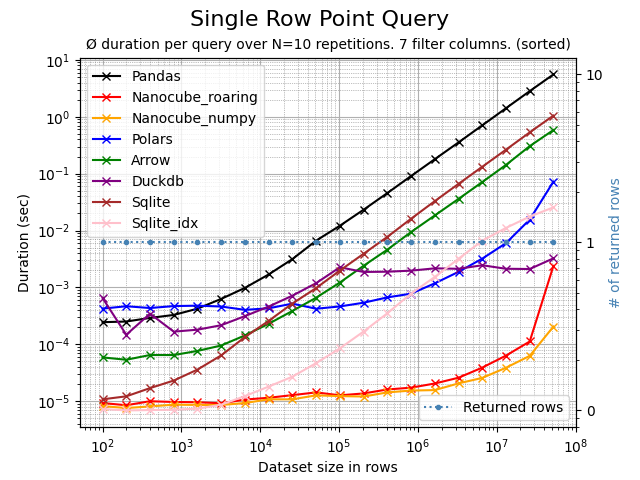 Single Row Point Query
Ø duration per query over N=10 repetitions. 7 filter columns. (sorted)
Pandas
Nanocube_roaring
Nanocube_numpy
Polars
Arrow
Duckdb
Sqlite
Sqlite_idx
Returned rows
Duration (sec)
10¹
10⁰
10⁻¹
10⁻²
10⁻³
10⁻⁴
10⁻⁵
10
1
0
# of returned rows
10²
10³
10⁴
10⁵
10⁶
10⁷
10⁸
Dataset size in rows